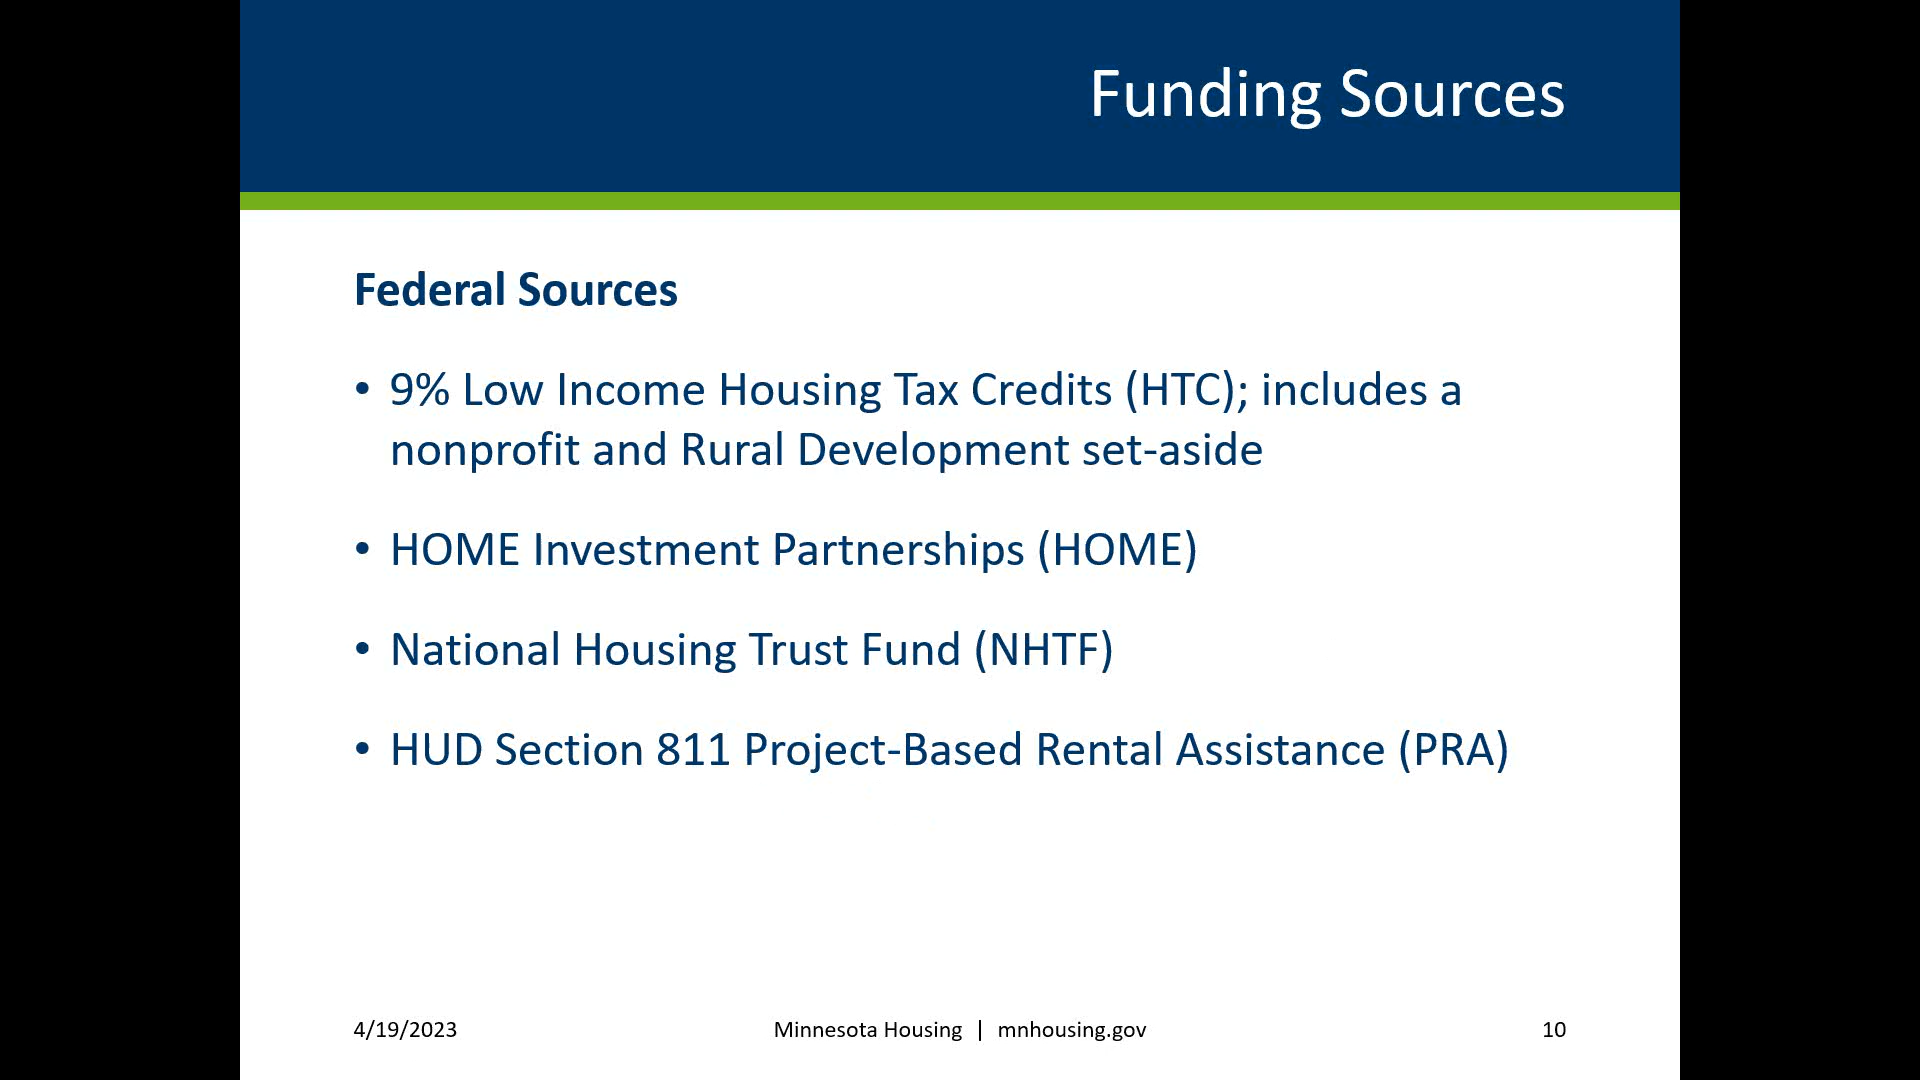 Funding Sources
Federal Sources
• 9% Low Income Housing Tax Credits (HTC); includes a
nonprofit and Rural Development set-aside
• HOME Investment Partnerships (HOME)
• National Housing Trust Fund (NHTF)
• HUD Section 811 Project-Based Rental Assistance (PRA)
4/19/2023 Minnesota Housing | mnhousing.gov 10